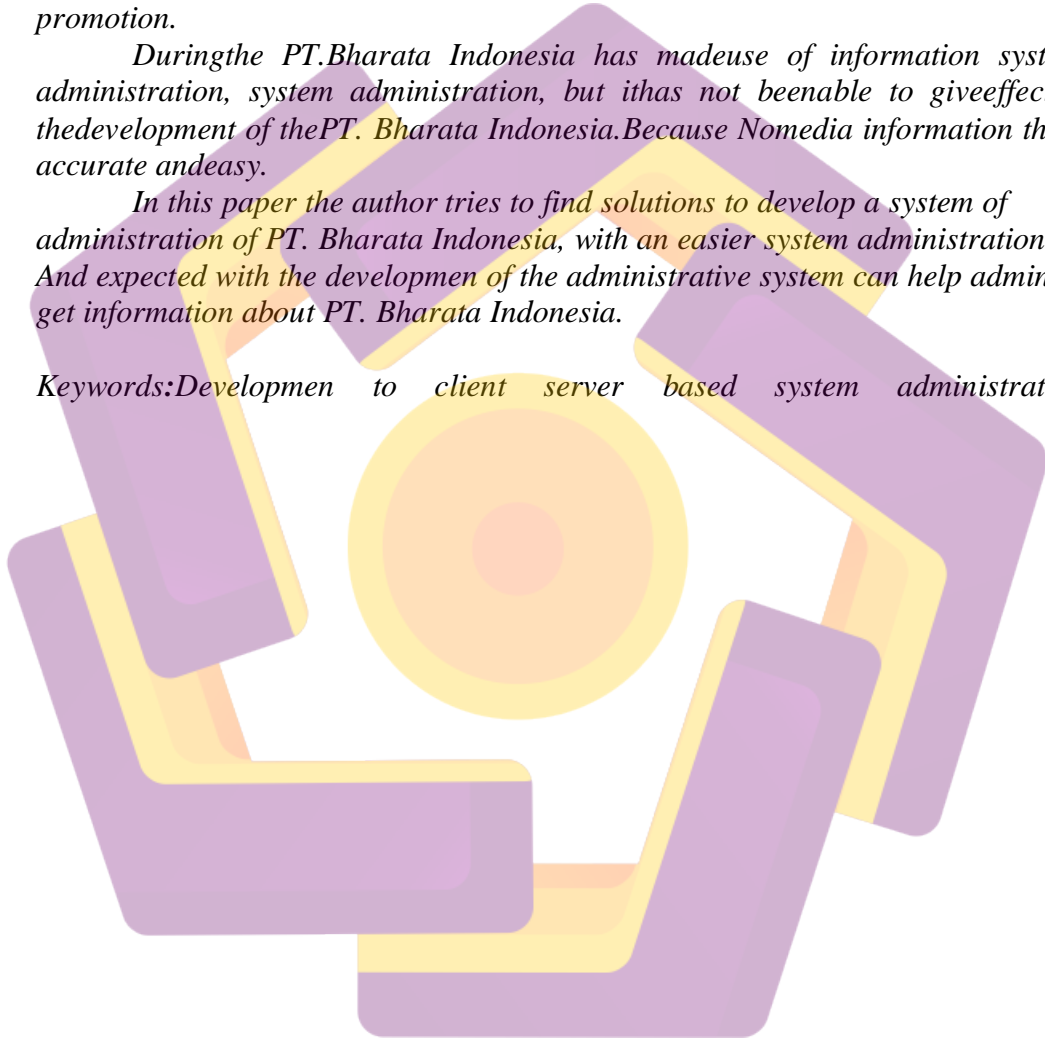 promotion.
Duringthe PT.Bharata Indonesia has madeuse of information syst
administration, system administration, but ithas not beenable to giveeffec
thedevelopment of thePT. Bharata Indonesia.Because Nomedia information th
accurate andeasy.
In this paper the author tries to find solutions to develop a system of
administration of PT. Bharata Indonesia, with an easier system administration
And expected with the developmen of the administrative system can help admin
get information about PT. Bharata Indonesia.
Keywords:Developmen to client server based system administrat